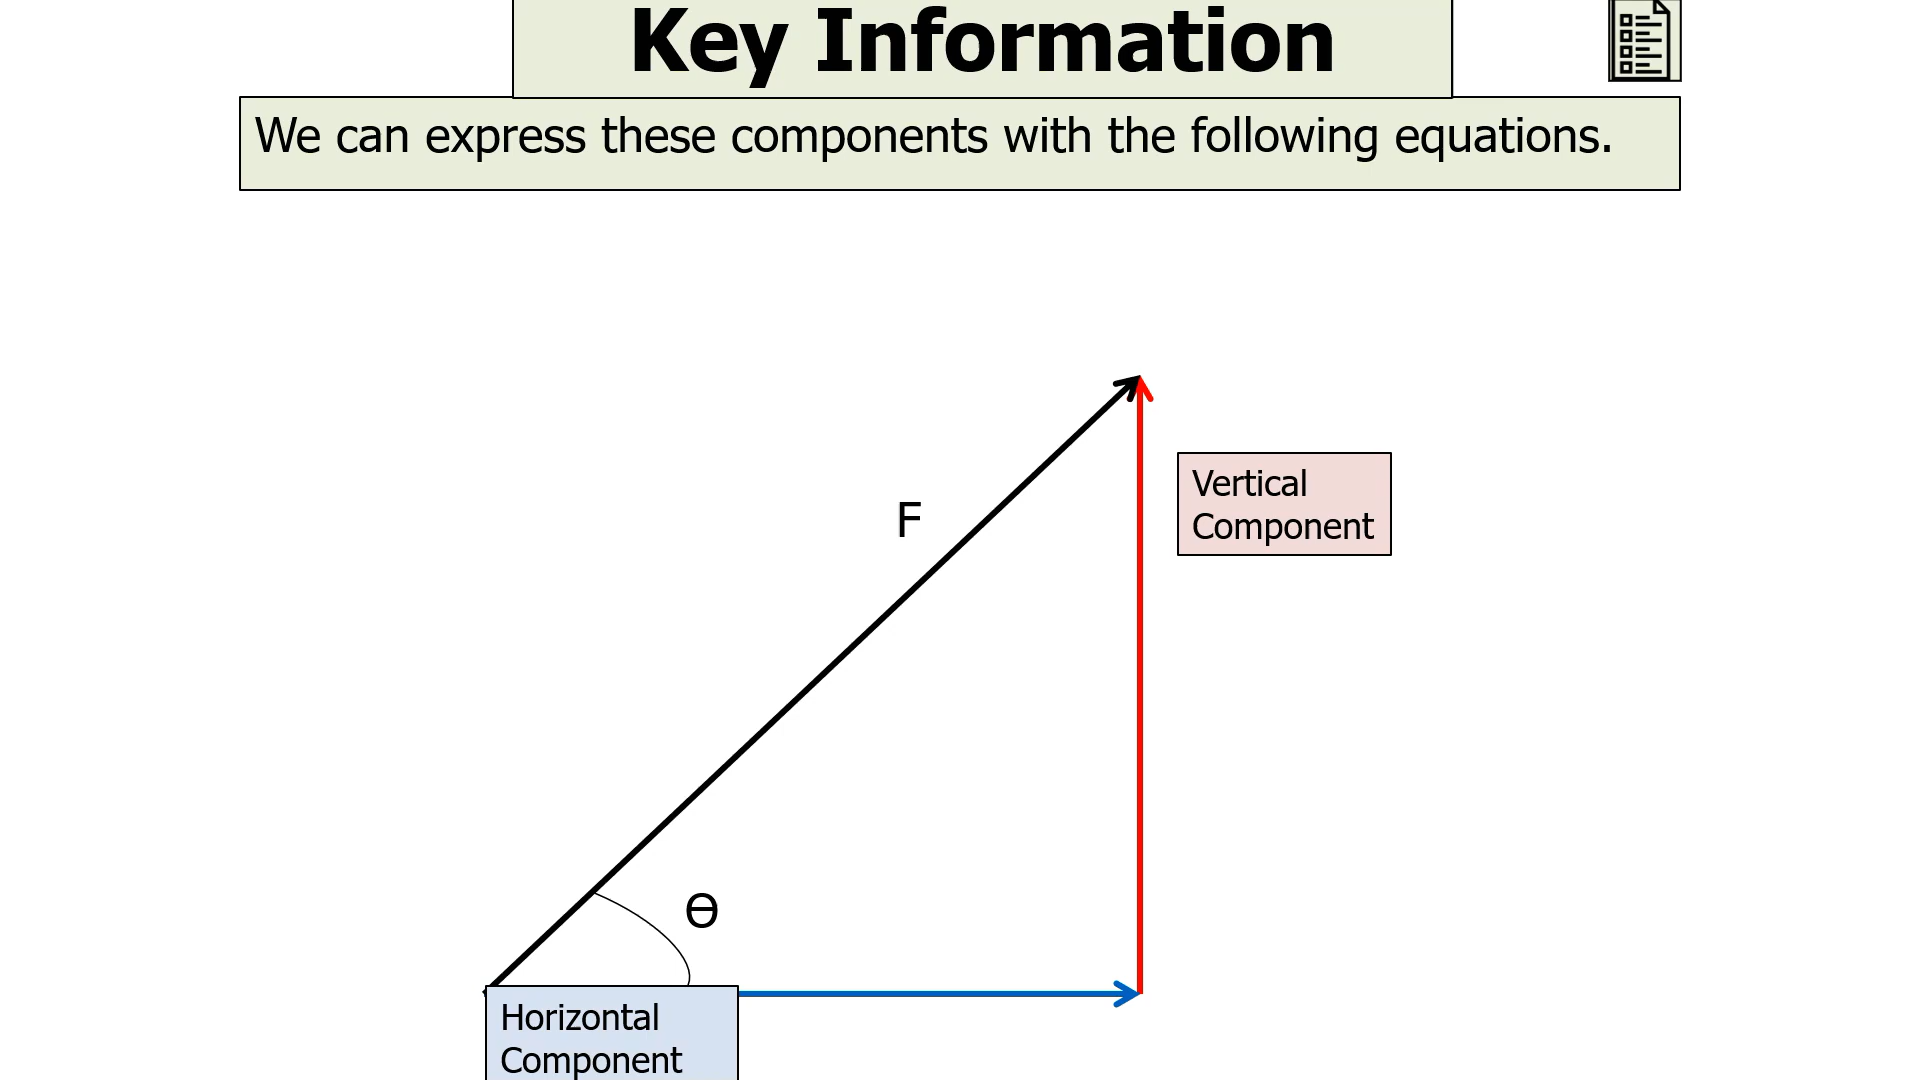 Key Information
We can express these components with the following equations.
F
Vertical
Component
ϴ
Horizontal
Component